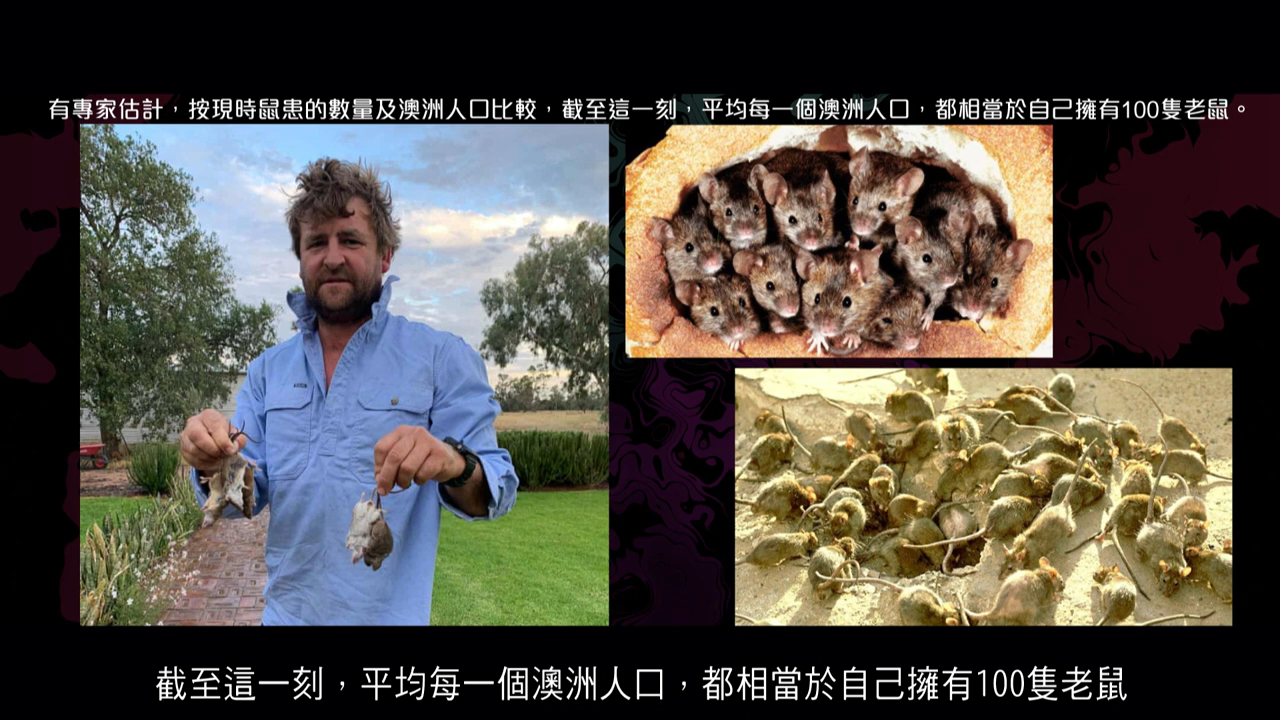 有專家估計，按現時鼠患的數量及澳洲人口比較，截至這一刻，平均每一個澳洲人口，都相當於自己擁有100隻老鼠。
截至這一刻，平均每一個澳洲人口，都相當於自己擁有100隻老鼠